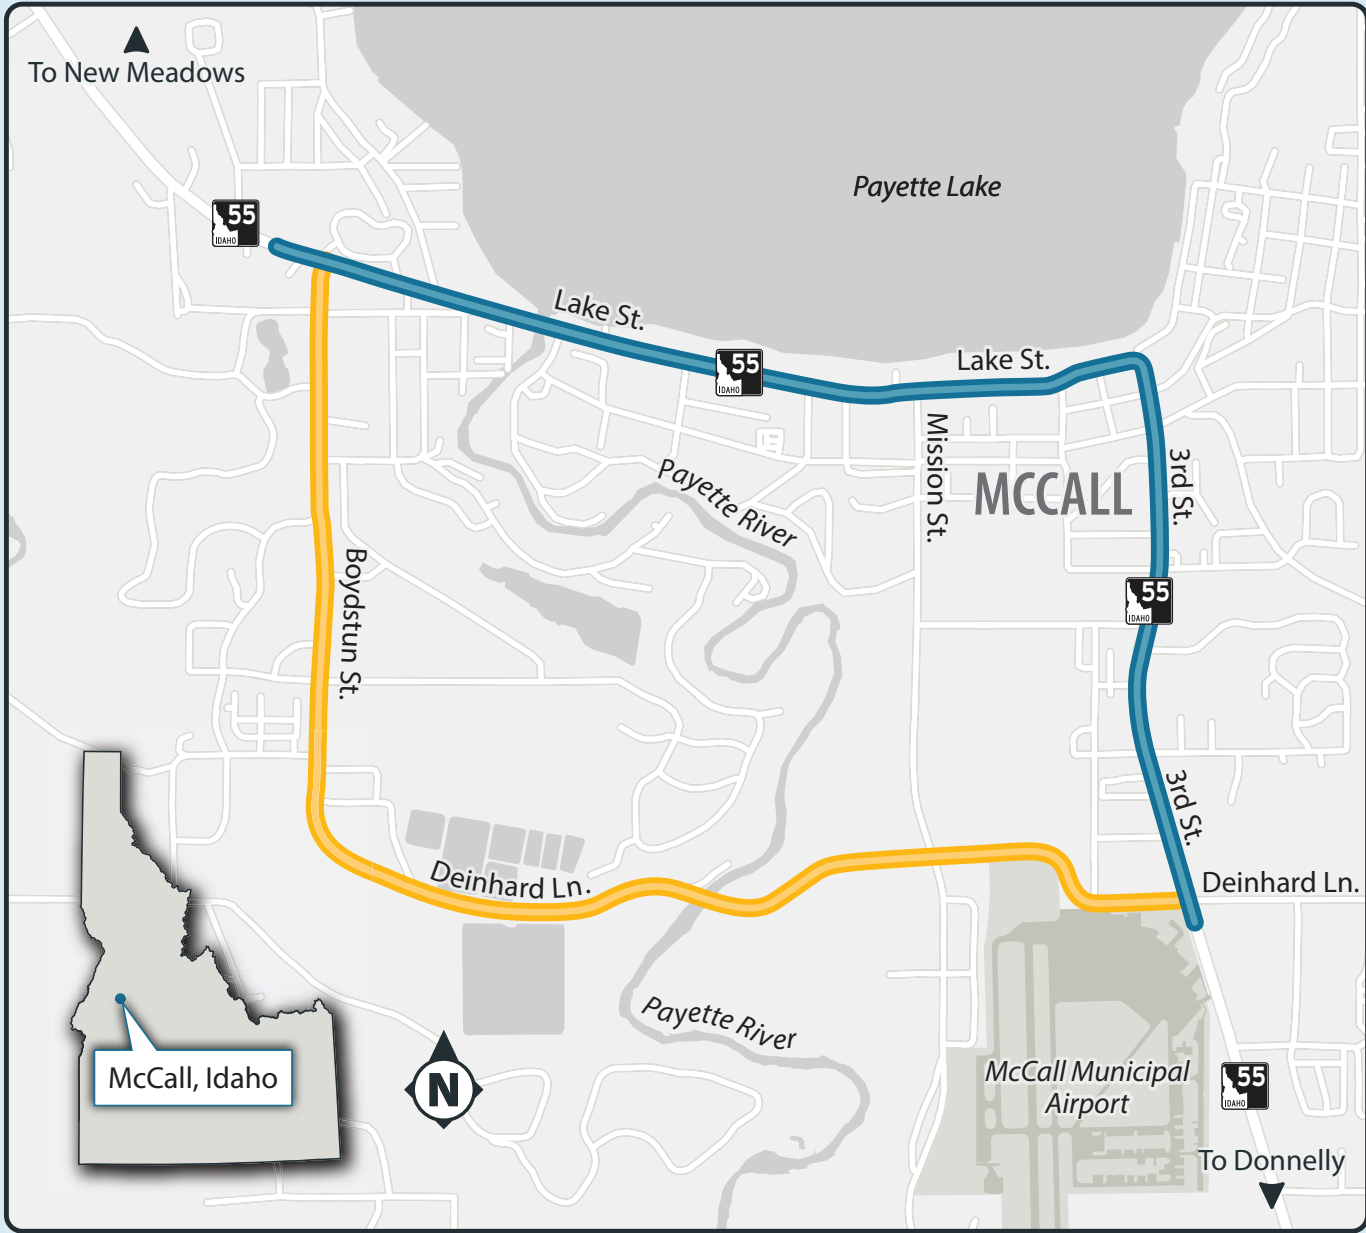 To New Meadows
Payette Lake
55
IDAHO
Lake St.
55
IDAHO
Lake St.
Mission St.
MCCALL
3rd St.
Payette River
Boydstun St.
55
IDAHO
3rd St.
Deinhard Ln.
Deinhard Ln.
Payette River
McCall, Idaho
N
McCall Municipal
Airport
55
IDAHO
To Donnelly